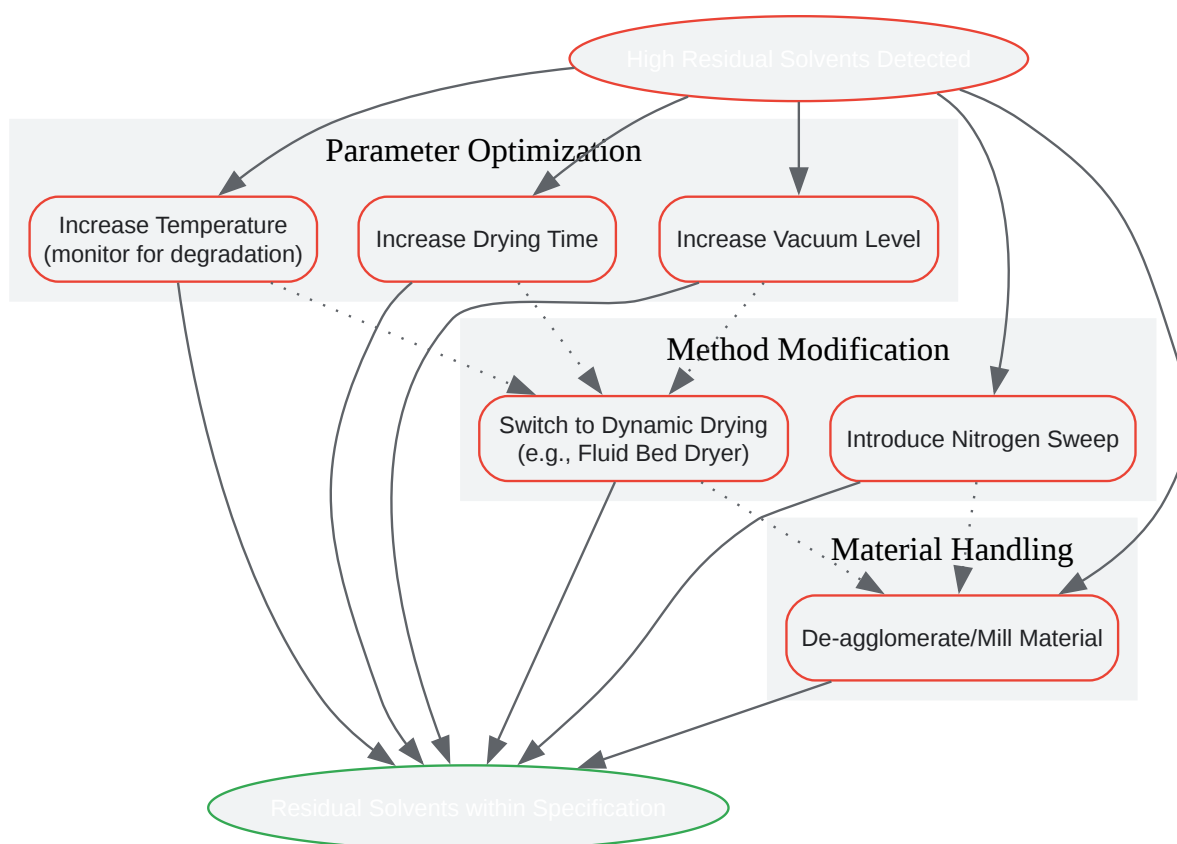 High Residual Solvents Detected
Parameter Optimization
Increase Temperature
(monitor for degradation)
Increase Drying Time
Increase Vacuum Level
Method Modification
Switch to Dynamic Drying
(e.g., Fluid Bed Dryer)
Introduce Nitrogen Sweep
Material Handling
De-agglomerate/Mill Material
Residual Solvents within Specification